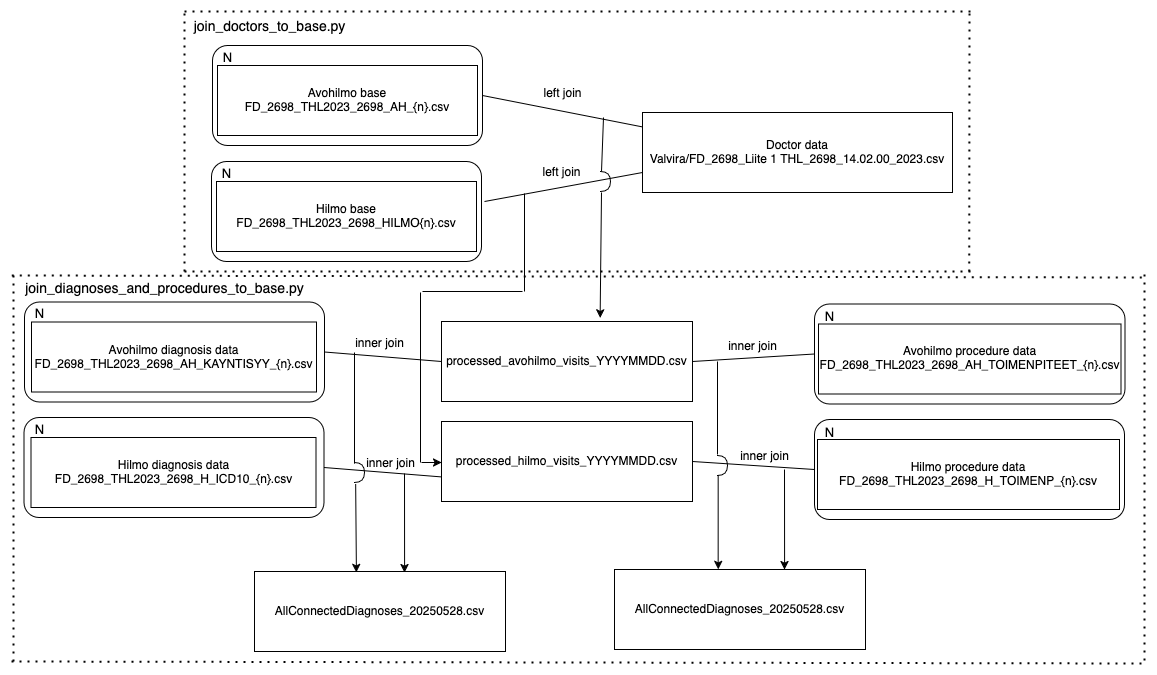 join_doctors_to_base.py
N
Avohilmo base
FD_2698_THL2023_2698_AH_{n}.csv
left join
Doctor data
Valvira/FD_2698_Liite 1 THL_2698_14.02.00_2023.csv
N
Hilmo base
FD_2698_THL2023_2698_HILMO{n}.csv
left join
join_diagnoses_and_procedures_to_base.py
N
Avohilmo diagnosis data
FD_2698_THL2023_2698_AH_KAYNTISYY_{n}.csv
inner join
processed_avohilmo_visits_YYYYMMDD.csv
inner join
N
Avohilmo procedure data
FD_2698_THL2023_2698_AH_TOIMENPITEET_{n}.csv
N
Hilmo diagnosis data
FD_2698_THL2023_2698_H_ICD10_{n}.csv
inner join
processed_hilmo_visits_YYYYMMDD.csv
inner join
N
Hilmo procedure data
FD_2698_THL2023_2698_H_TOIMENP_{n}.csv
AllConnectedDiagnoses_20250528.csv
AllConnectedDiagnoses_20250528.csv